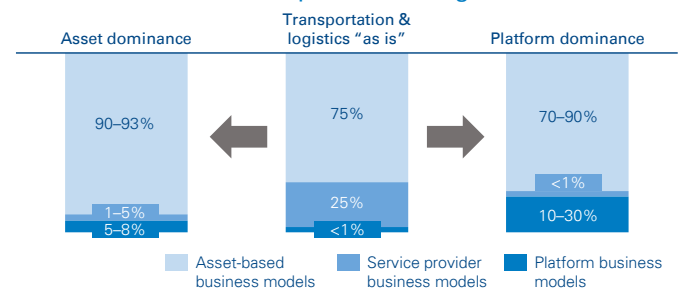 Transportation &
Asset dominance logistics “as is” Platform dominance
90–93% 75% 70–90%
1–5% 25% <1%
5–8% <1% 10–30%
Asset-based Service provider Platform business
business models business models models